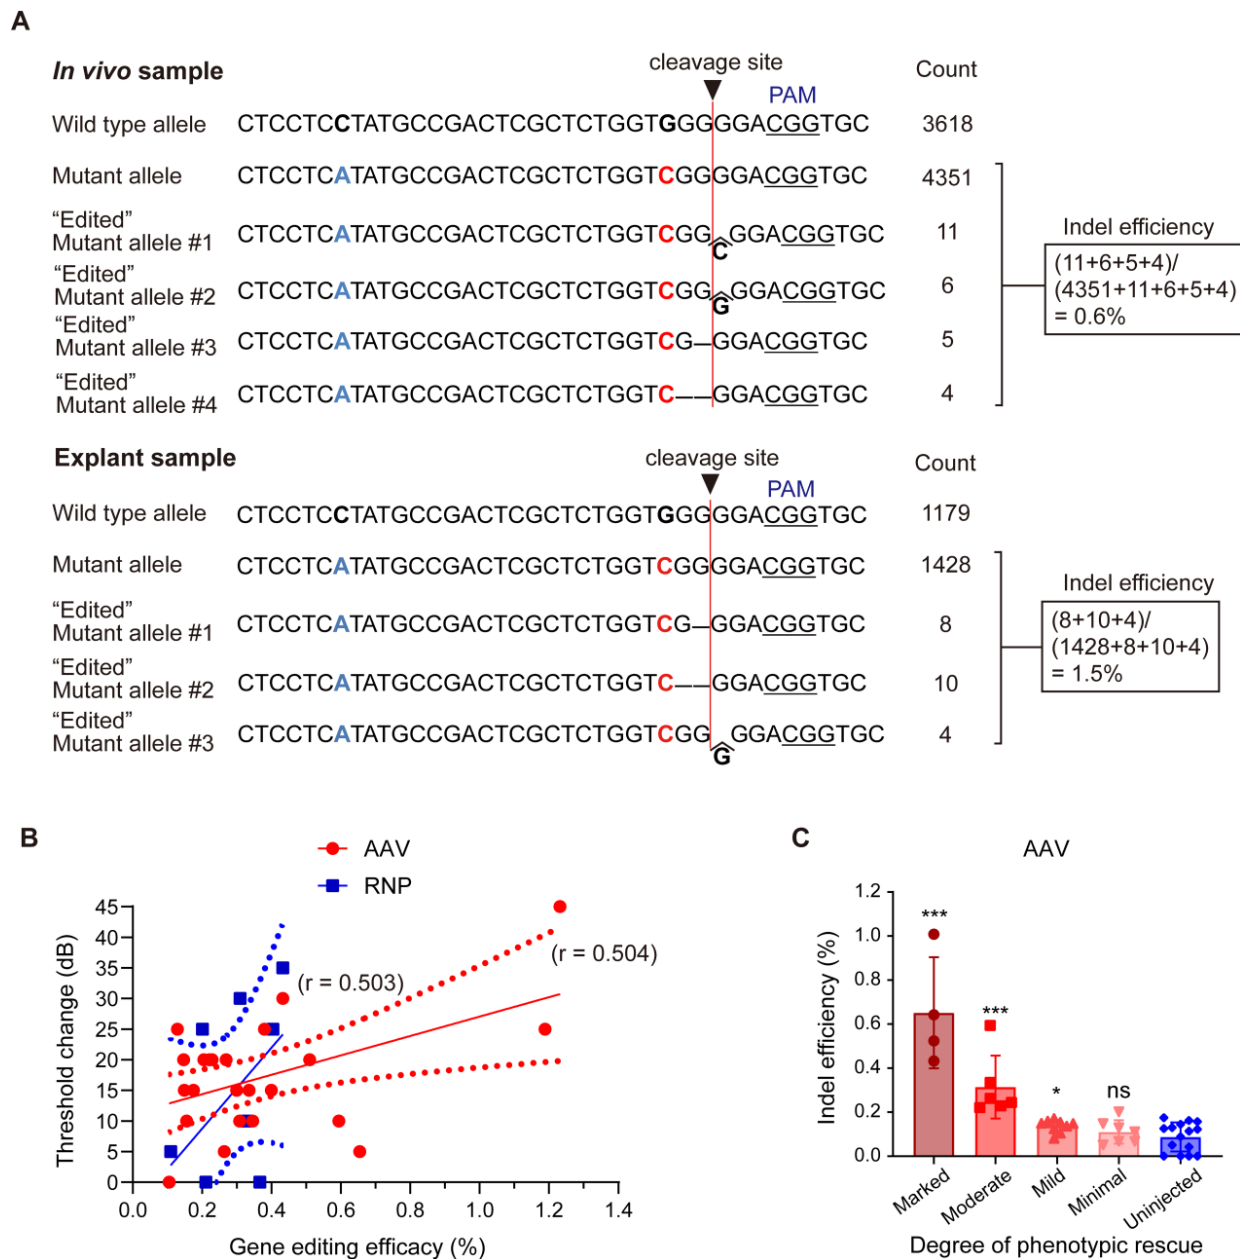 A
In vivo sample
cleavage site
Count
PAM
Wild type allele CTCCTCCTATGCCGACTCGCTCTGGTGGGGGACGGTGC 3618
Mutant allele CTCCTCATATGCCGACTCGCTCTGGTCGGGGACGGTGC 4351
"Edited"
Mutant allele #1 CTCCTCATATGCCGACTCGCTCTGGTCGG GGACGGTGC 11
C
"Edited"
Mutant allele #2 CTCCTCATATGCCGACTCGCTCTGGTCGG GGACGGTGC 6
G
"Edited"
Mutant allele #3 CTCCTCATATGCCGACTCGCTCTGGTCG–GGACGGTGC 5
"Edited"
Mutant allele #4 CTCCTCATATGCCGACTCGCTCTGGTC––GGACGGTGC 4
Indel efficiency
(11+6+5+4)/
(4351+11+6+5+4)
= 0.6%
Explant sample
cleavage site
Count
PAM
Wild type allele CTCCTCCTATGCCGACTCGCTCTGGTGGGGGACGGTGC 1179
Mutant allele CTCCTCATATGCCGACTCGCTCTGGTCGGGGACGGTGC 1428
"Edited"
Mutant allele #1 CTCCTCATATGCCGACTCGCTCTGGTCG–GGACGGTGC 8
"Edited"
Mutant allele #2 CTCCTCATATGCCGACTCGCTCTGGTC––GGACGGTGC 10
"Edited"
Mutant allele #3 CTCCTCATATGCCGACTCGCTCTGGTCGG GGACGGTGC 4
G
Indel efficiency
(8+10+4)/
(1428+8+10+4)
= 1.5%
B
AAV
RNP
Threshold change (dB)
45
40
35
30
25
20
15
10
5
0
(r = 0.503)
(r = 0.504)
0.0 0.2 0.4 0.6 0.8 1.0 1.2 1.4
Gene editing efficacy (%)
C
AAV
Indel efficiency (%)
1.2
1.0
0.8
0.6
0.4
0.2
0.0
***
***
*
ns
Marked
Moderate
Mild
Minimal
Uninjected
Degree of phenotypic rescue